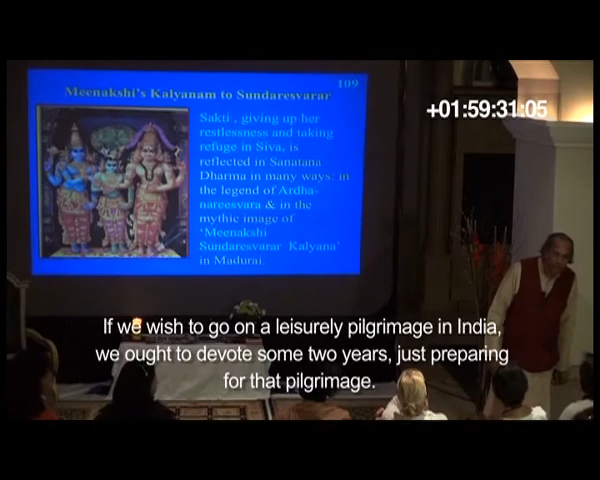 109
Meenakshi's Kalyanam to Sundaresvarar
+01:59:31:05
Sakti , giving up her
restlessness and taking
refuge in Siva, is
reflected in Sanatana
Dharma in many ways: in
the legend of Ardha-
nareesvara & in the
mythic image of
'Meenakshi
Sundaresvarar Kalyana'
in Madurai.
If we wish to go on a leisurely pilgrimage in India,
we ought to devote some two years, just preparing
for that pilgrimage.